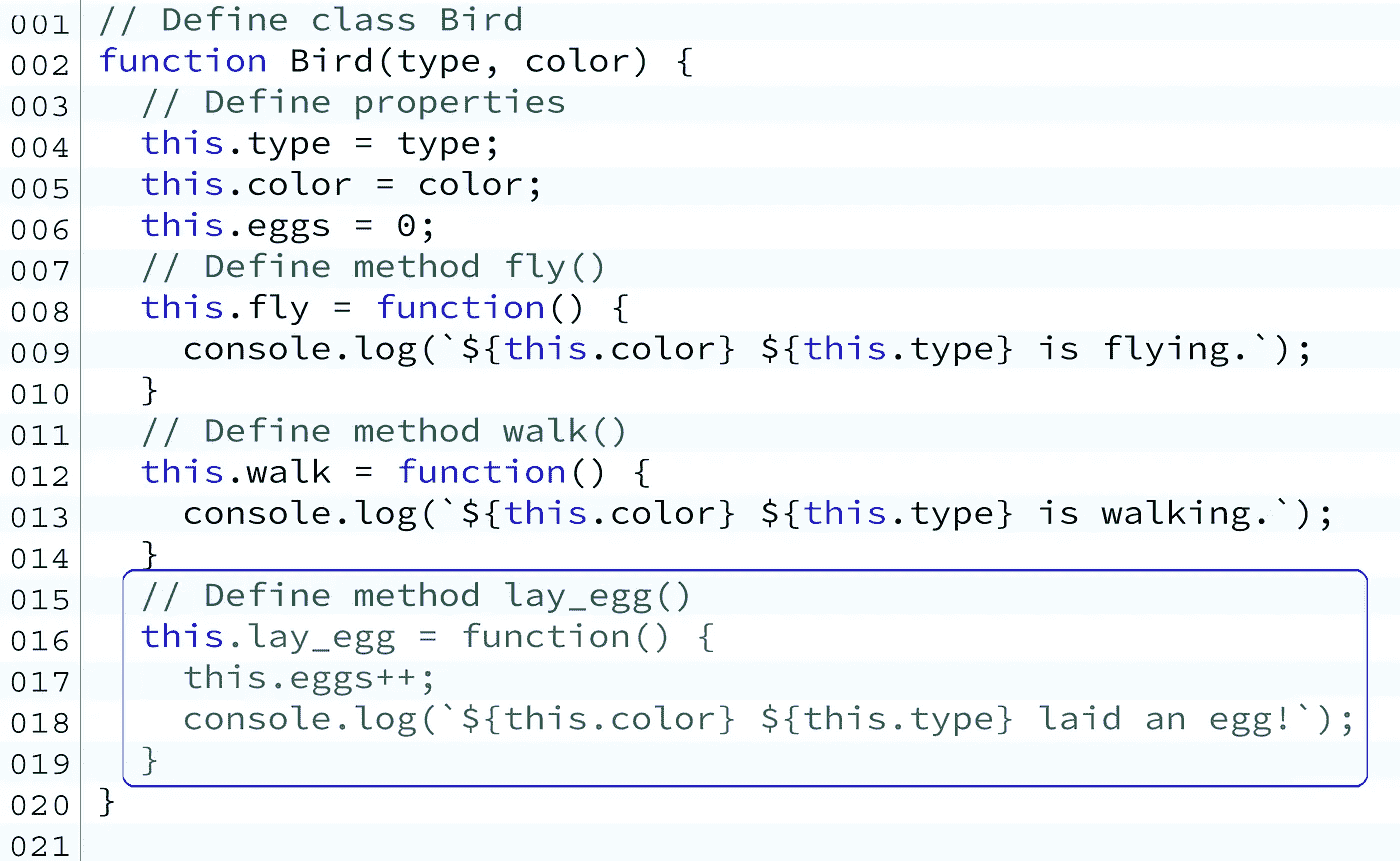 001 // Define class Bird
002 function Bird(type, color) {
003   // Define properties
004   this.type = type;
005   this.color = color;
006   this.eggs = 0;
007   // Define method fly()
008   this.fly = function() {
009     console.log(`${this.color} ${this.type} is flying.`);
010   }
011   // Define method walk()
012   this.walk = function() {
013     console.log(`${this.color} ${this.type} is walking.`);
014   }
015   // Define method lay_egg()
016   this.lay_egg = function() {
017     this.eggs++;
018     console.log(`${this.color} ${this.type} laid an egg!`);
019   }
020 }
021